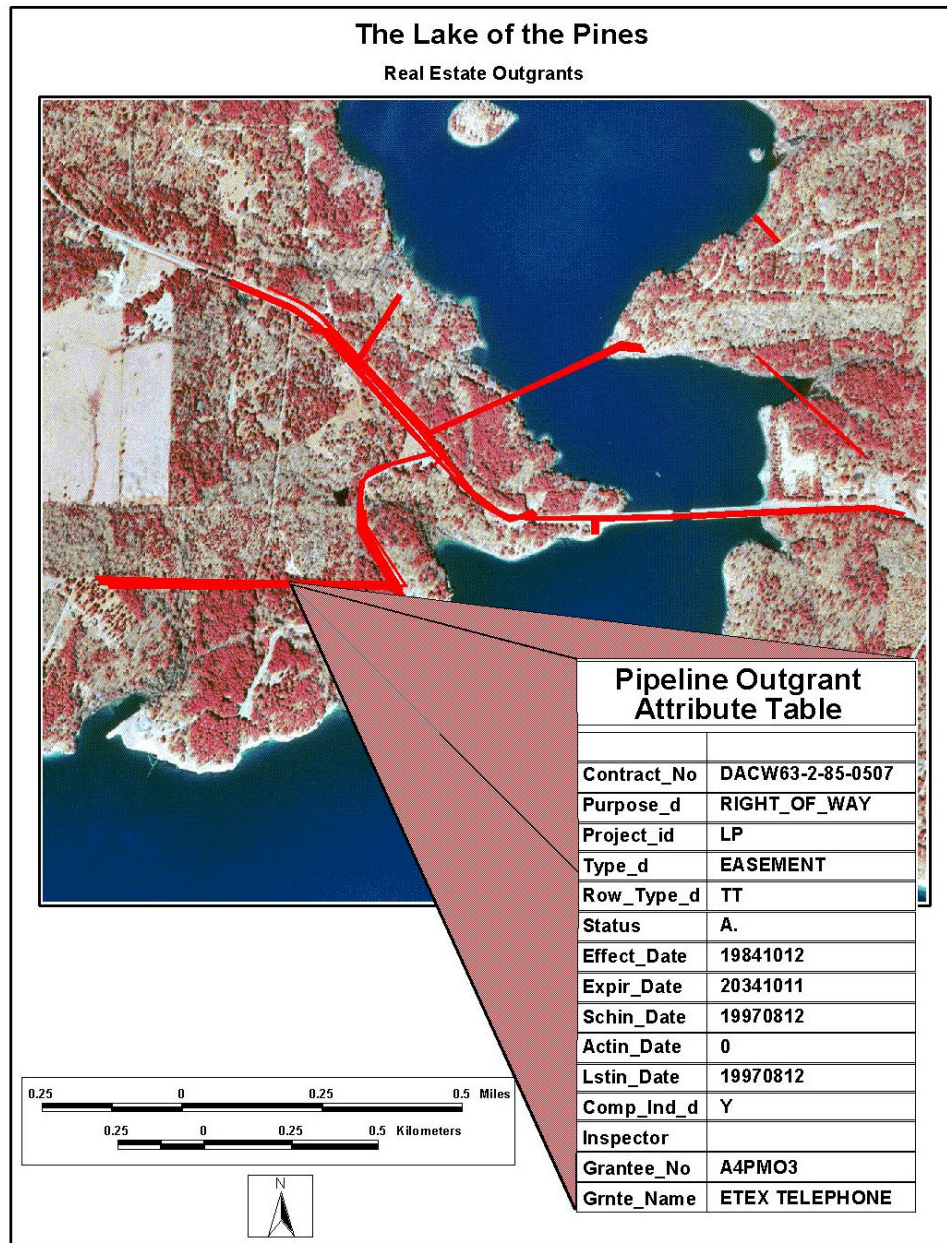 The Lake of the Pines
Real Estate Outgrants
Pipeline Outgrant
Attribute Table
Contract_No DACW63-2-85-0507
Purpose_d RIGHT_OF_WAY
Project_id LP
Type_d EASEMENT
Row_Type_d TT
Status A.
Effect_Date 19841012
Expir_Date 20341011
Schin_Date 19970812
Actin_Date 0
Lstin_Date 19970812
Comp_Ind_d Y
Inspector
Grantee_No A4PMO3
Grnte_Name ETEX TELEPHONE
0.25 0 0.25 0.5 Miles
0.25 0 0.25 0.5 Kilometers
N